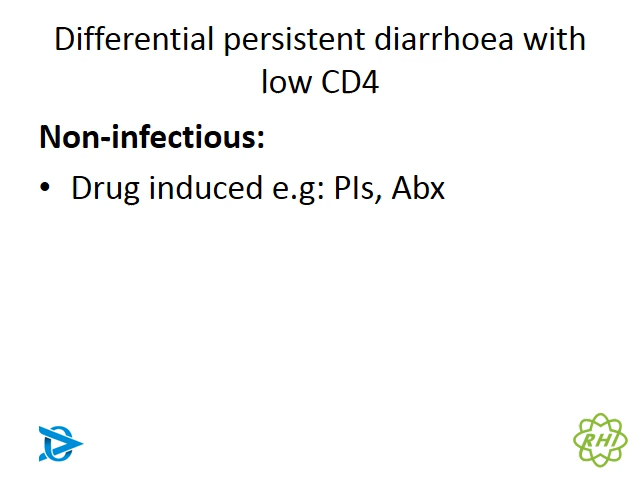 Differential persistent diarrhoea with
low CD4
Non-infectious:
• Drug induced e.g: PIs, Abx
RHI